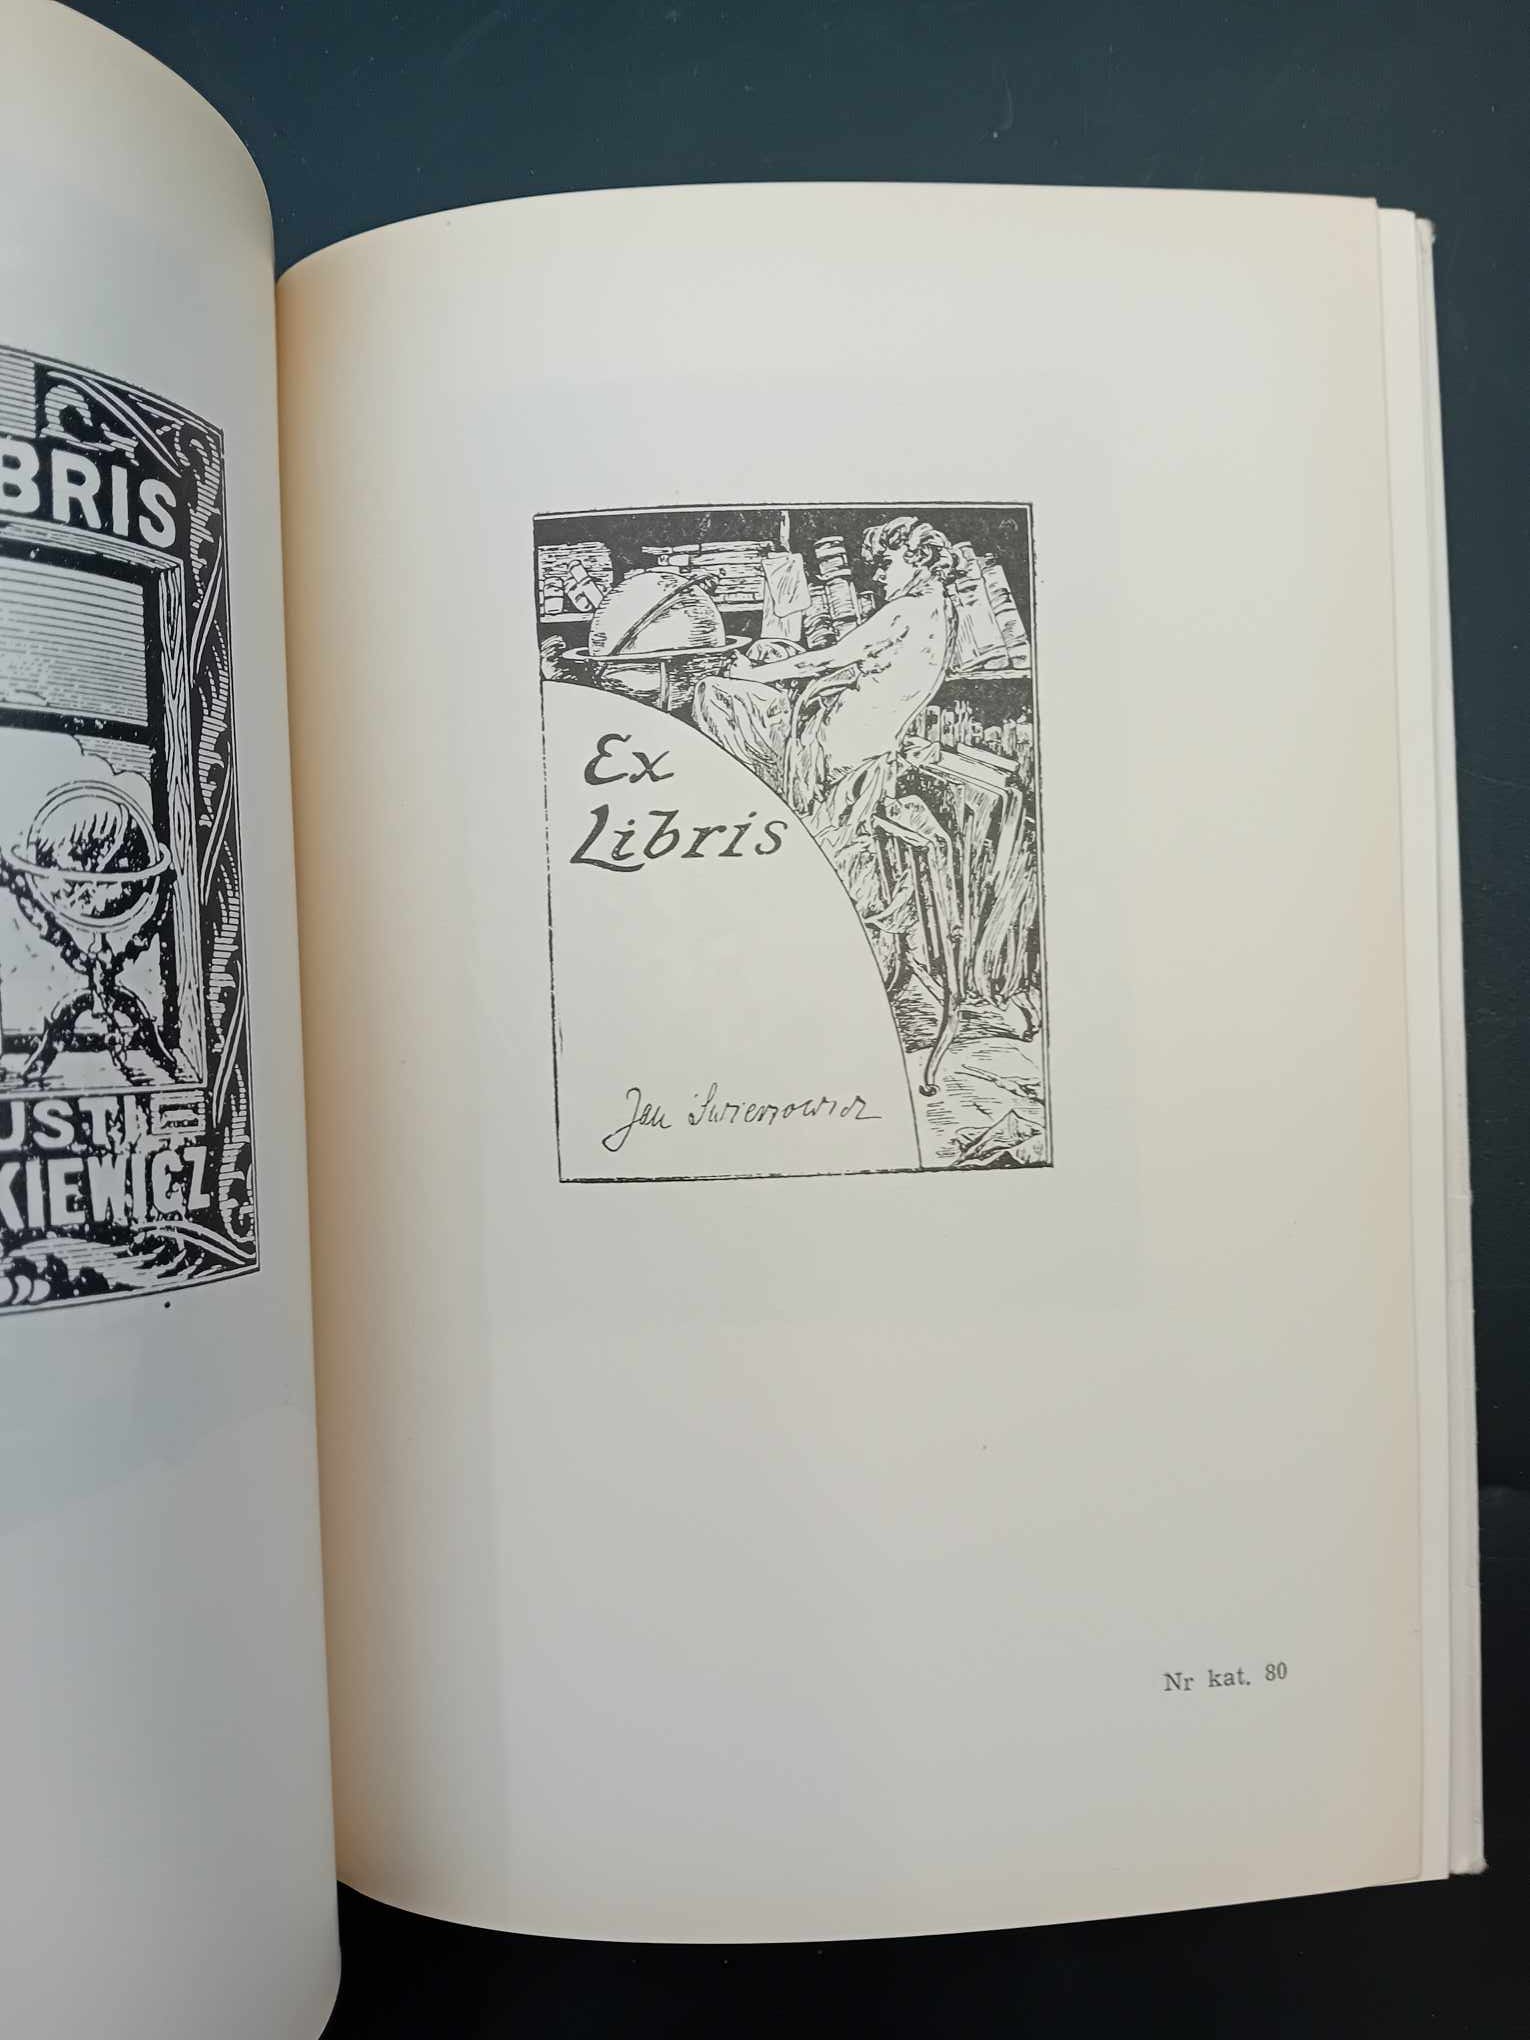 BRIS
USTI
KIEWICZ
Ex
Libris
Jan Świerzowicz
Nr kat. 80